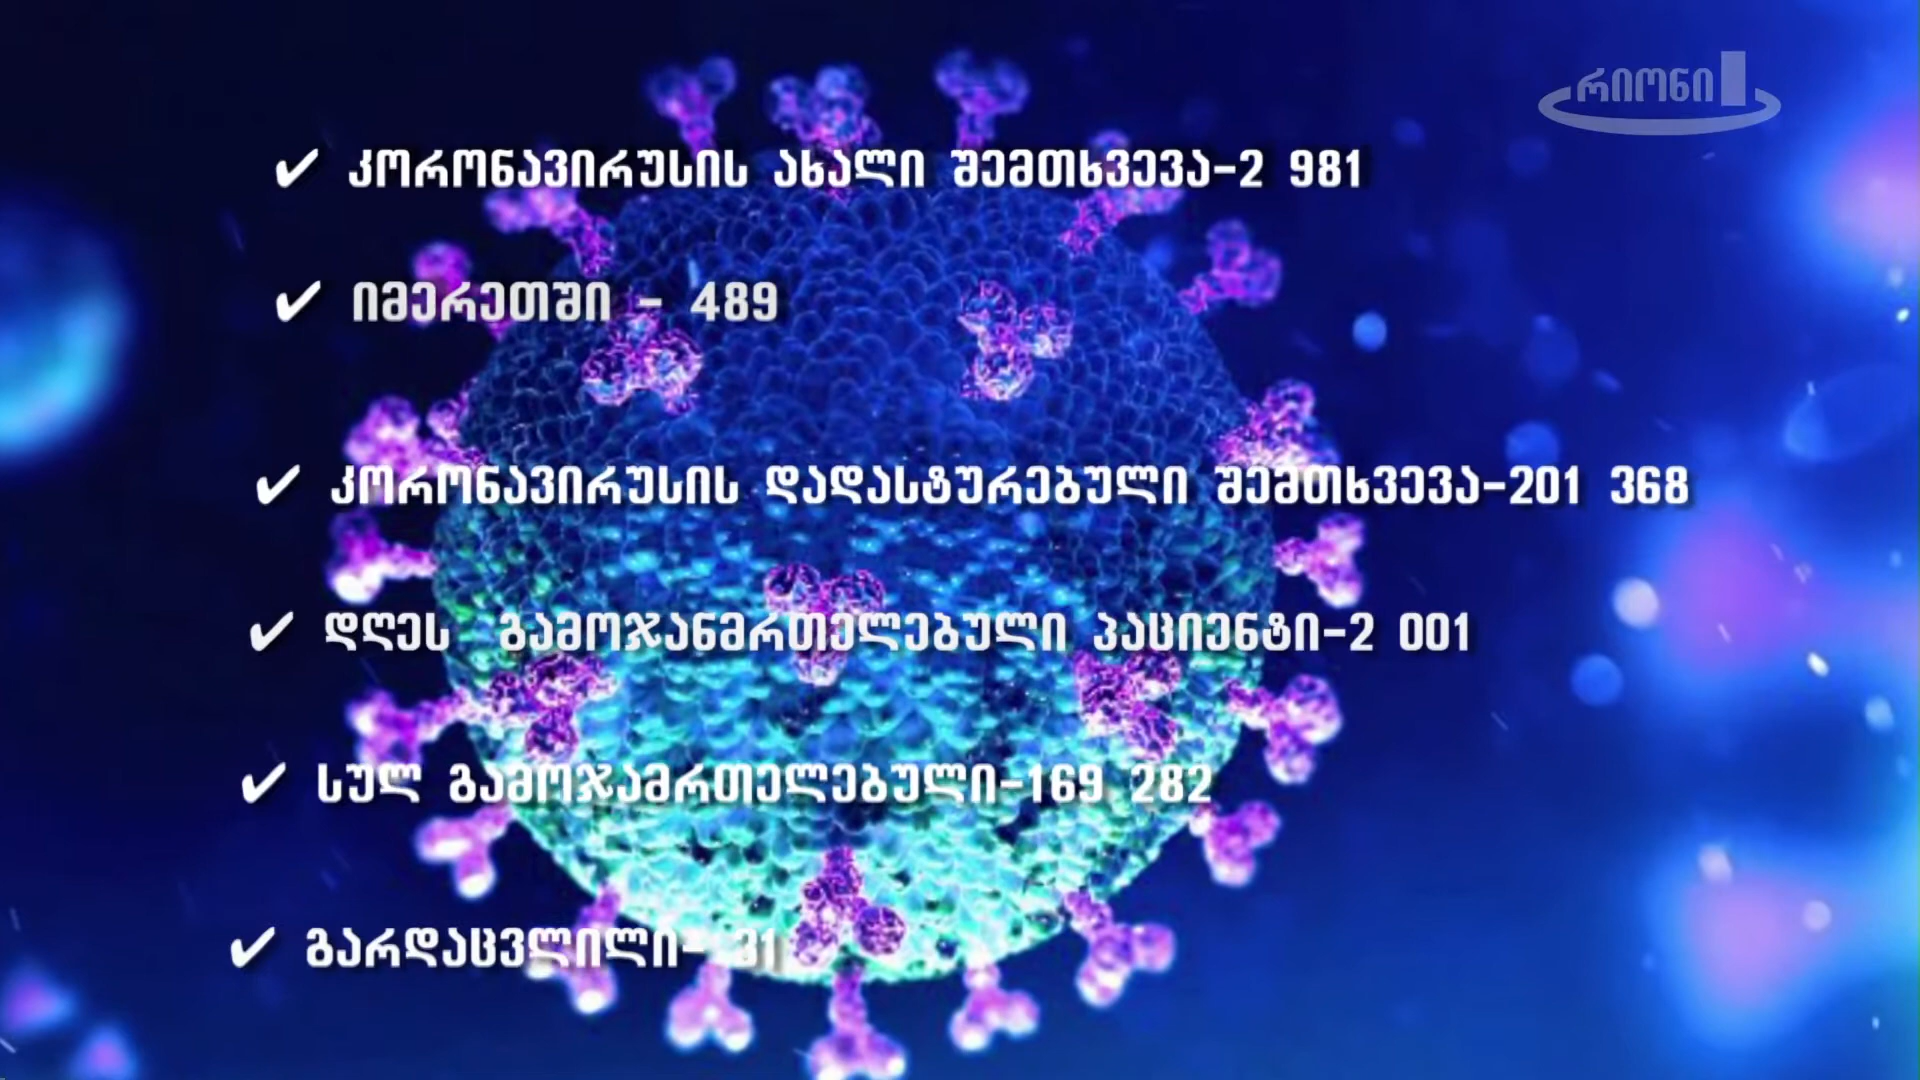 რიონი
✔ კორონავირუსის ახალი შემთხვევა-2 981
✔ იმერეთში - 489
✔ კორონავირუსის დადასტურებული შემთხვევა-201 368
✔ დღეს გამოჯანმრთელებული პაციენტი-2 001
✔ სულ გამოჯამრთელებული-169 282
✔ გარდაცვლილი- 31